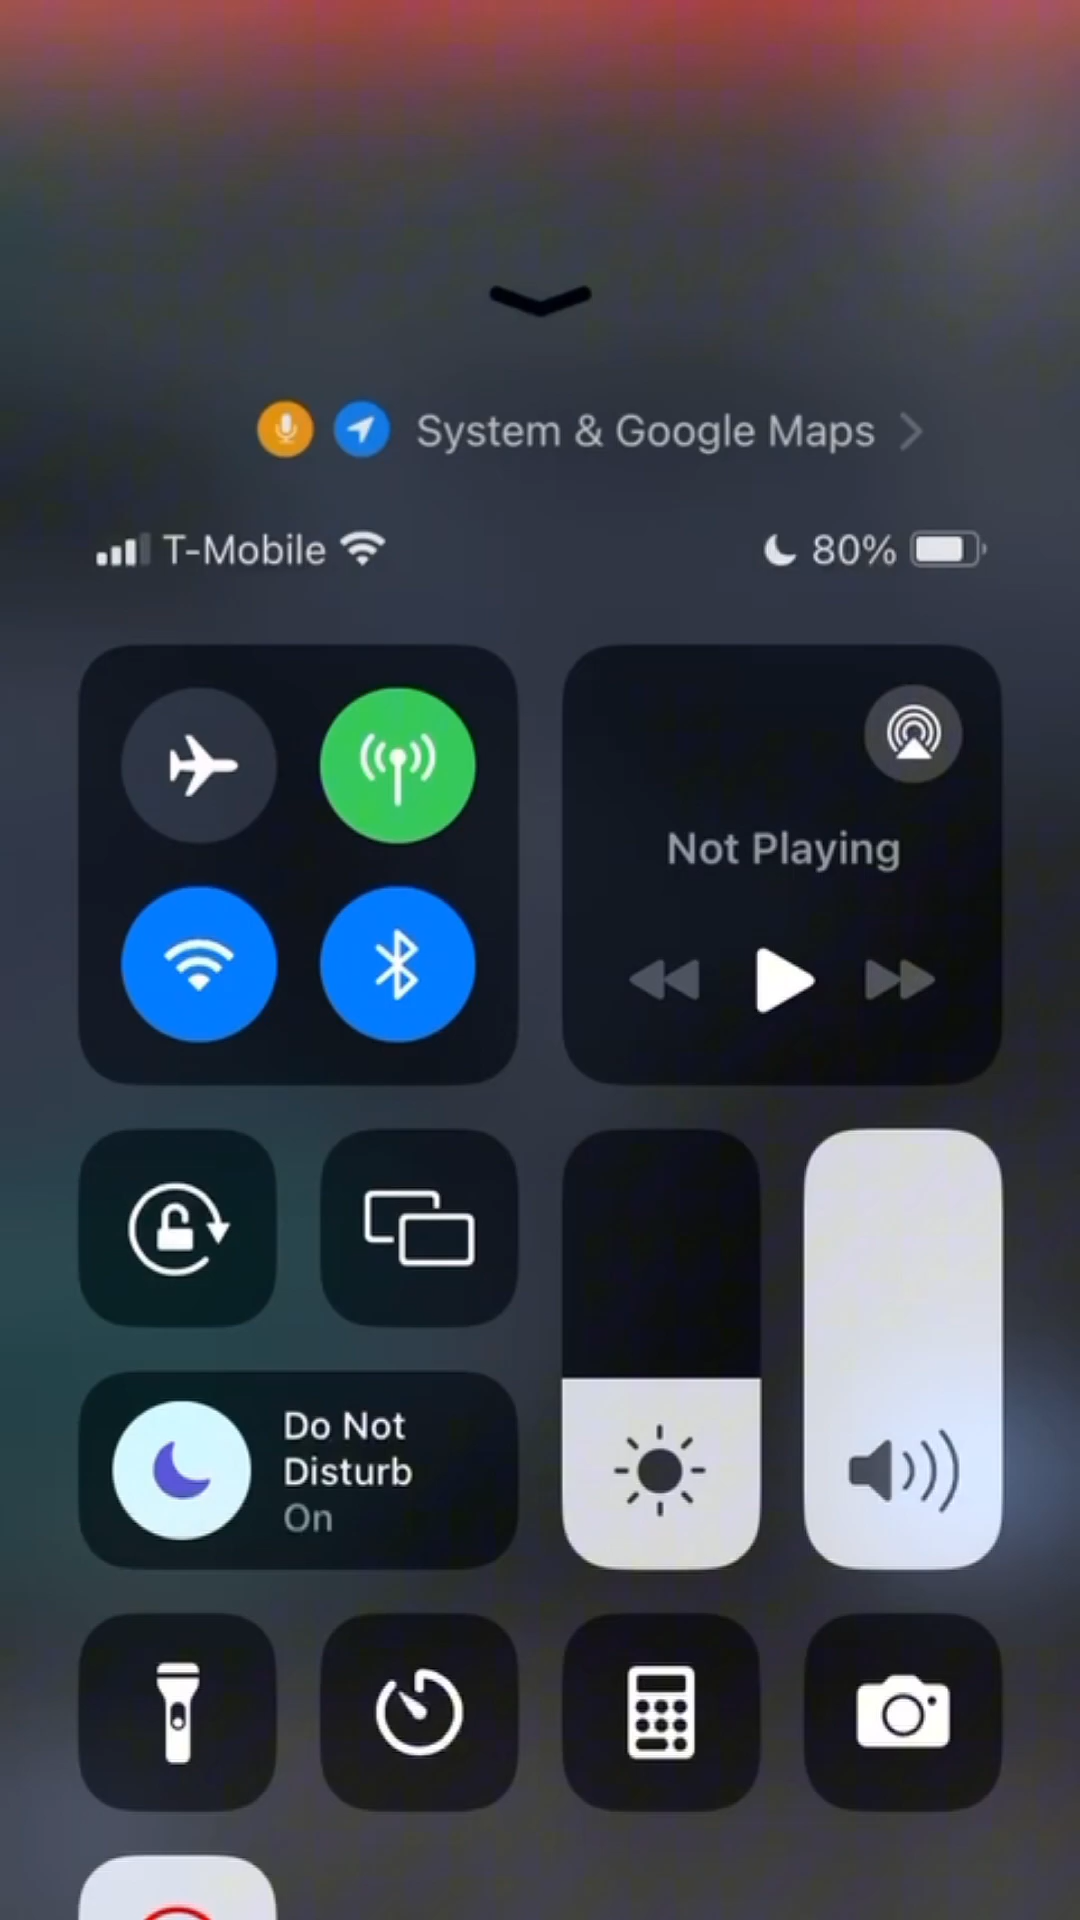 System & Google Maps
T-Mobile
80%
Not Playing
Do Not
Disturb
On